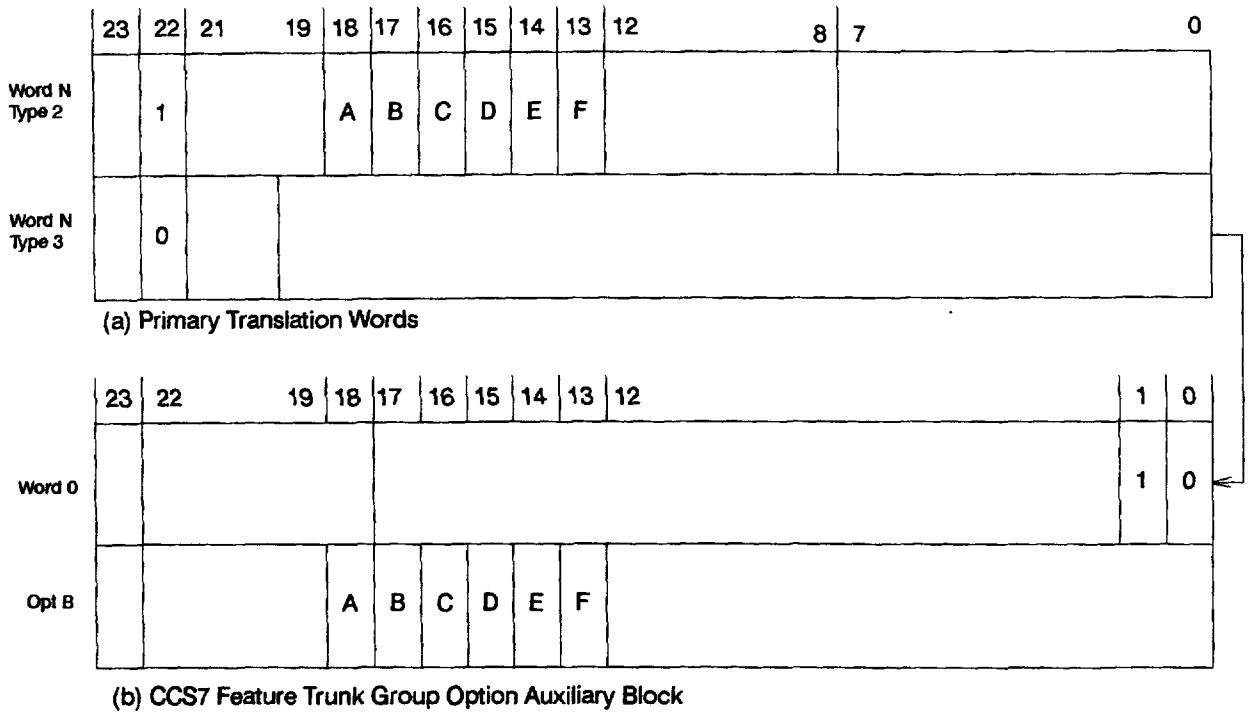 23 22 21 19 18 17 16 15 14 13 12 8 7 0
Word N
Type 2
1 A B C D E F
Word N
Type 3
0
(a) Primary Translation Words
23 22 19 18 17 16 15 14 13 12 1 0
Word 0
1 0
Opt B
A B C D E F
(b) CCS7 Feature Trunk Group Option Auxiliary Block